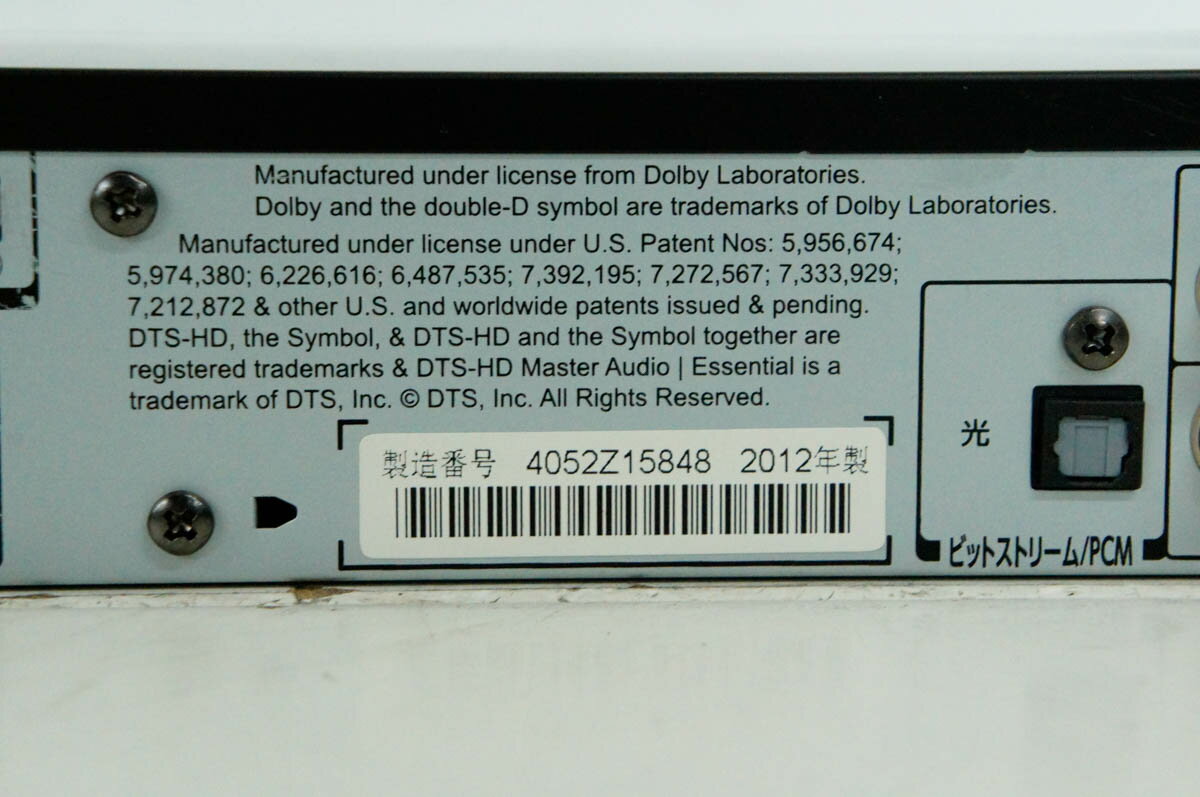 Manufactured under license from Dolby Laboratories.
Dolby and the double-D symbol are trademarks of Dolby Laboratories.
Manufactured under license under U.S. Patent Nos: 5,956,674;
5,974,380; 6,226,616; 6,487,535; 7,392,195; 7,272,567; 7,333,929;
7,212,872 & other U.S. and worldwide patents issued & pending.
DTS-HD, the Symbol, & DTS-HD and the Symbol together are
registered trademarks & DTS-HD Master Audio | Essential is a
trademark of DTS, Inc. © DTS, Inc. All Rights Reserved.
製造番号 4052Z15848 2012年製
光
ビットストリーム/PCM